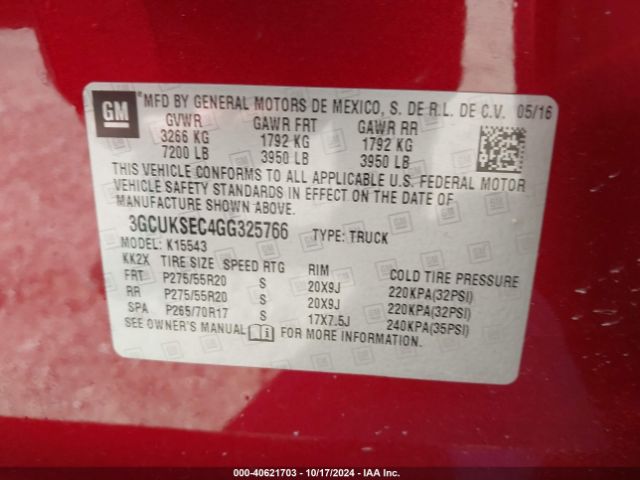 GM
*MFD BY GENERAL MOTORS DE MEXICO, S. DE R.L. DE C.V. 05/16
GVWR GAWR FRT GAWR RR
3266 KG 1792 KG 1792 KG
7200 LB 3950 LB 3950 LB
THIS VEHICLE CONFORMS TO ALL APPLICABLE U.S. FEDERAL MOTOR
VEHICLE SAFETY STANDARDS IN EFFECT ON THE DATE OF
MANUFACTURE SHOWN ABOVE.
3GCUKSEC4GG325766 TYPE: TRUCK
MODEL: K15543
KK2X TIRE SIZE SPEED RTG RIM COLD TIRE PRESSURE
FRT P275/55R20 S 20X9J 220KPA(32PSI)
RR P275/55R20 S 20X9J 220KPA(32PSI)
SPA P265/70R17 S 17X7.5J 240KPA(35PSI)
SEE OWNER'S MANUAL FOR MORE INFORMATION.
000-40621703 - 10/17/2024 - IAAI.com